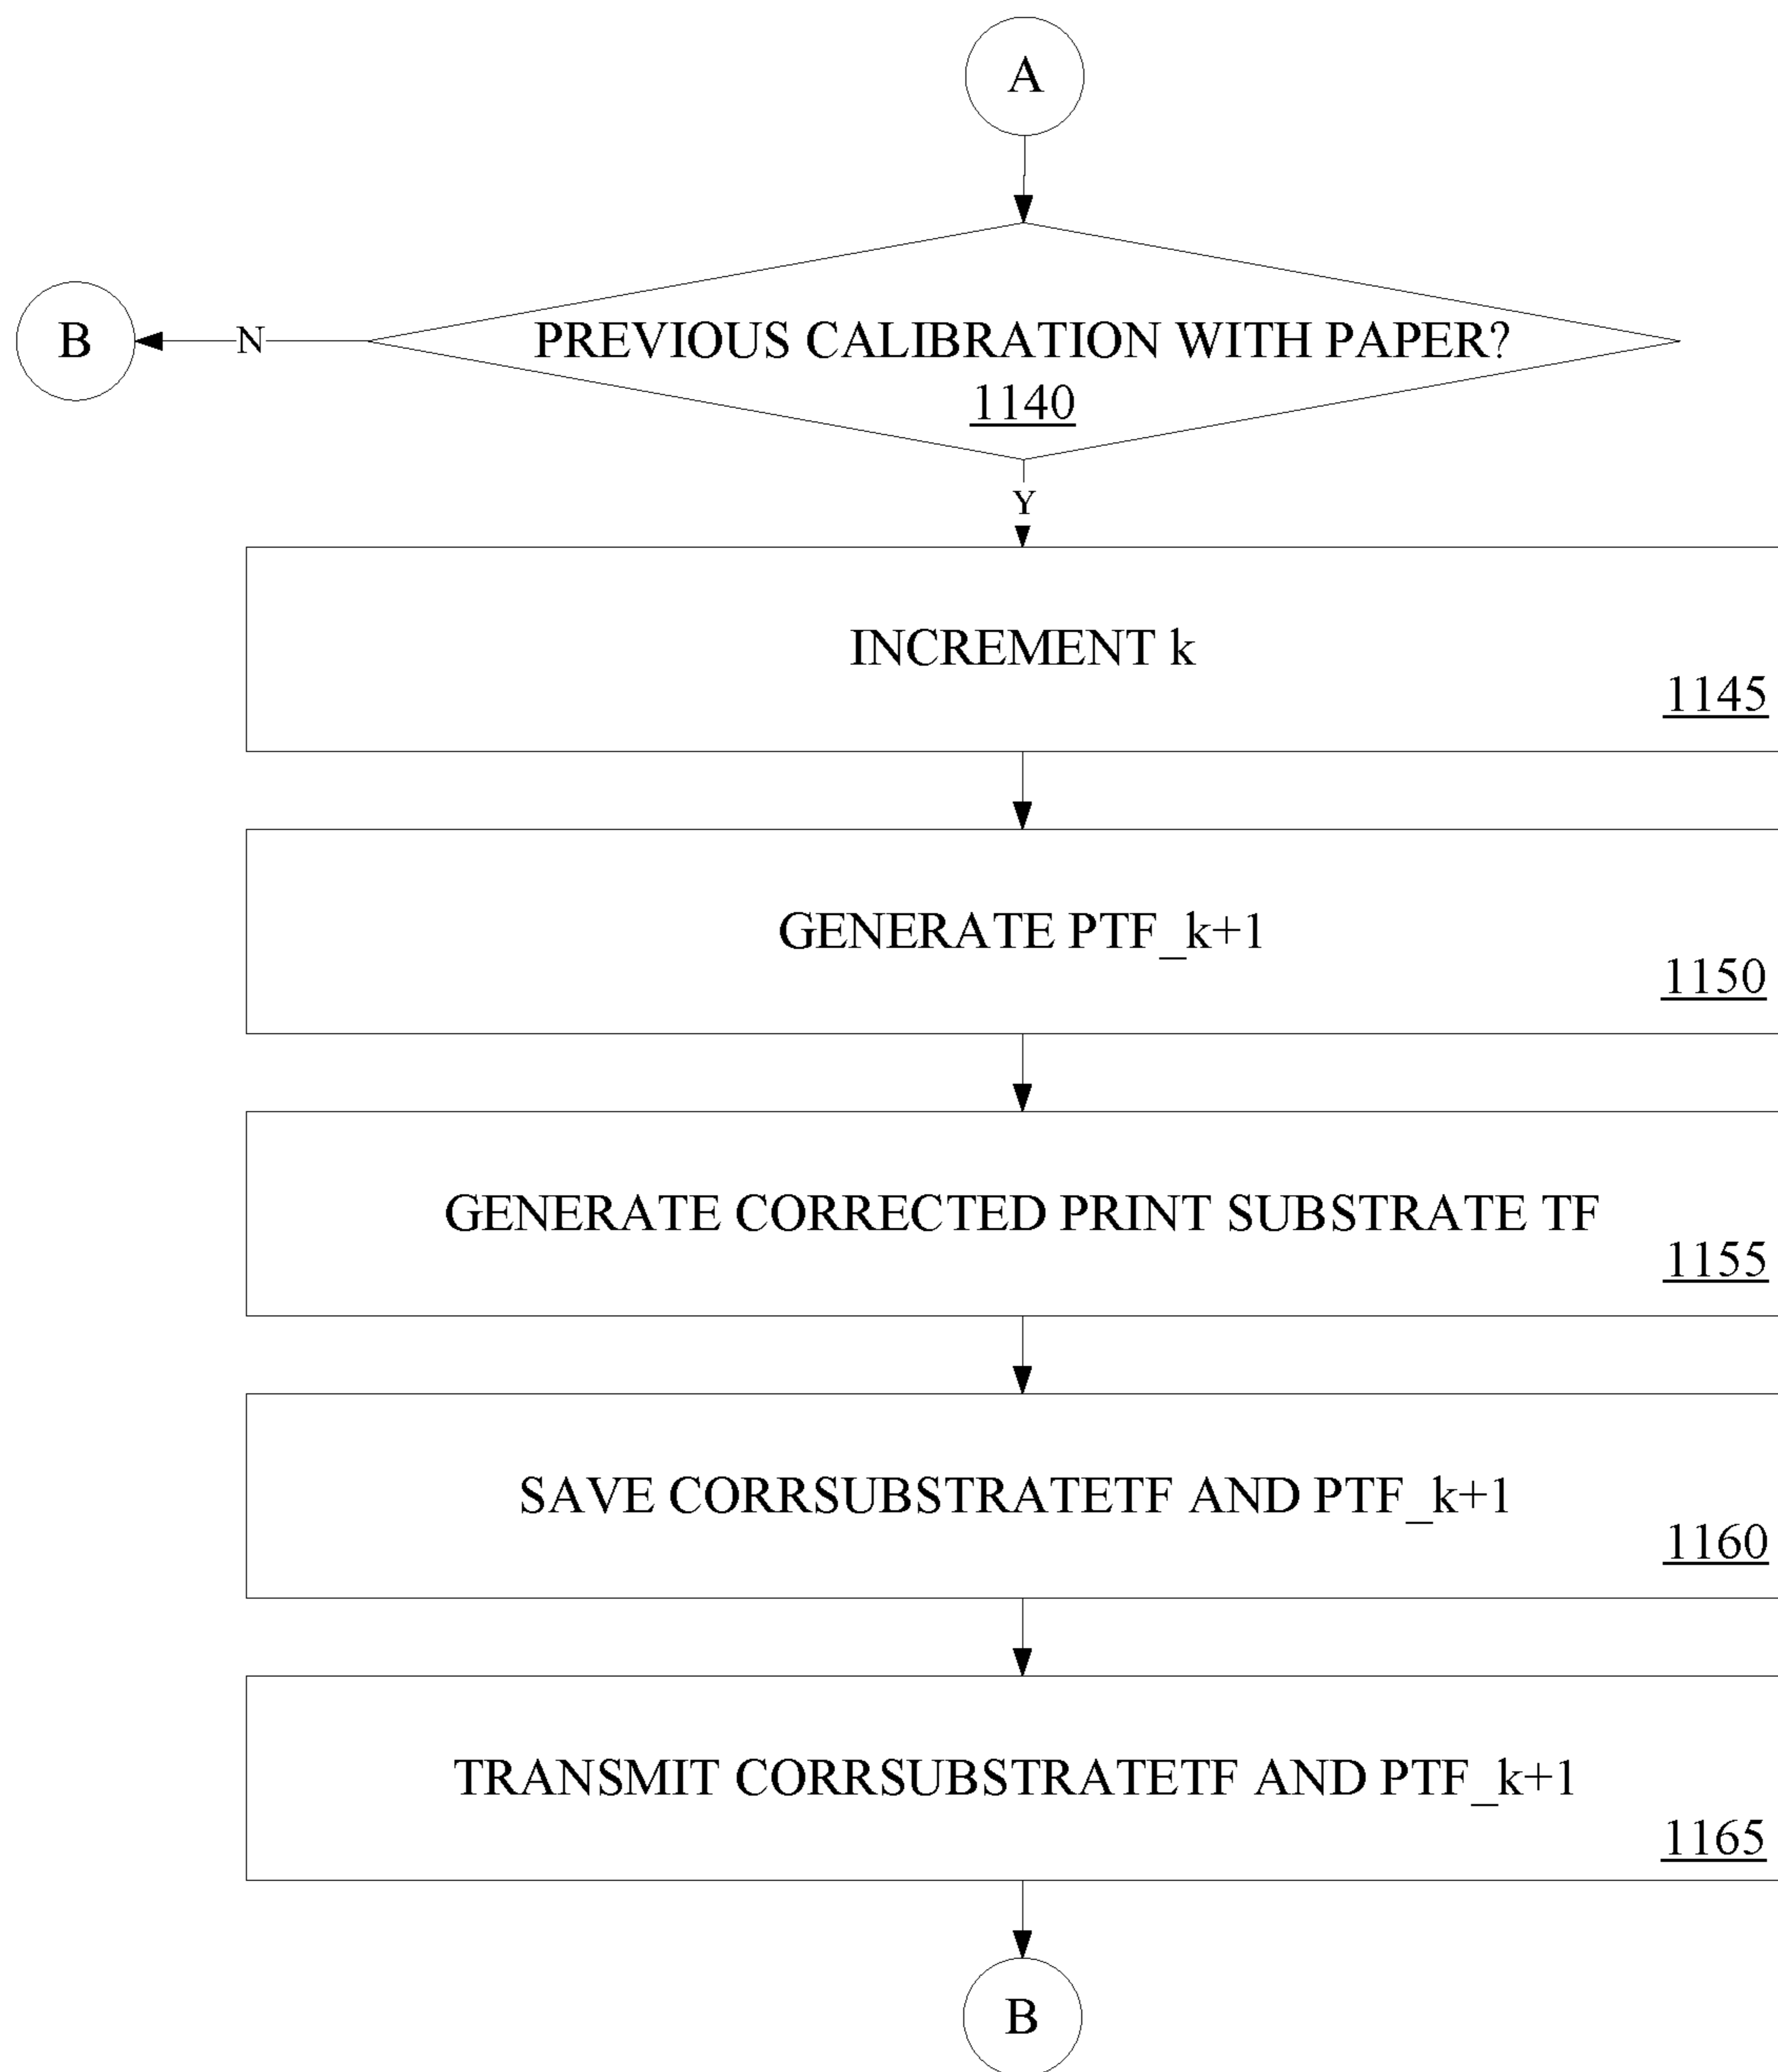 A
PREVIOUS CALIBRATION WITH PAPER?
1140
N
B
Y
INCREMENT k
1145
GENERATE PTF_k+1
1150
GENERATE CORRECTED PRINT SUBSTRATE TF
1155
SAVE CORRSUBSTRATETF AND PTF_k+1
1160
TRANSMIT CORRSUBSTRATETF AND PTF_k+1
1165
B